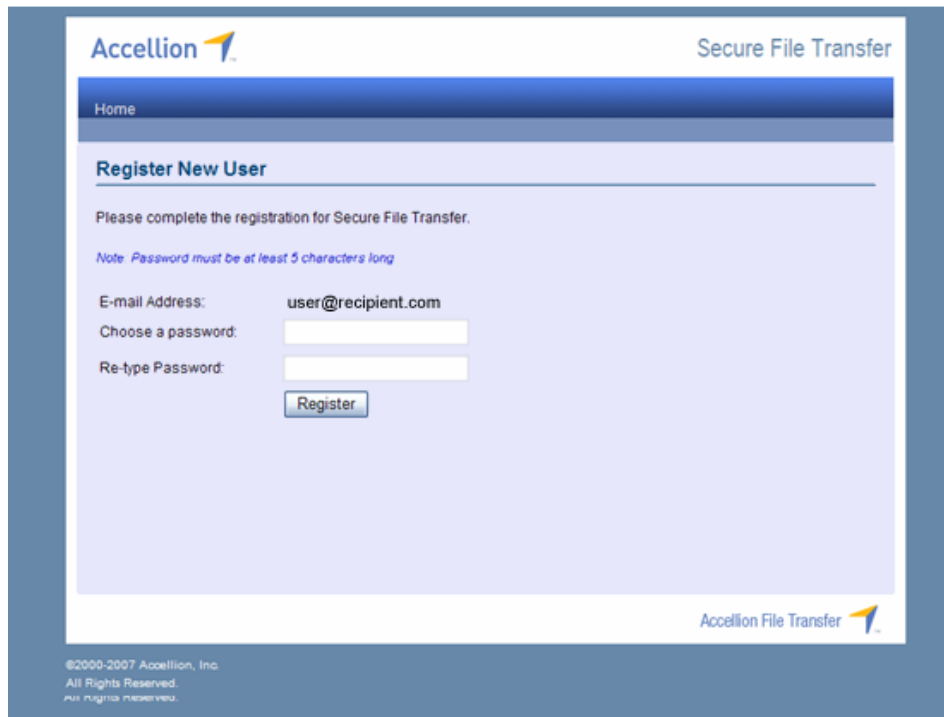 Accellion
Secure File Transfer
Home
Register New User
Please complete the registration for Secure File Transfer.
Note Password must be at least 5 characters long
E-mail Address: user@recipient.com
Choose a password:
Re-type Password:
Register
Accellion File Transfer
©2000-2007 Accellion, Inc.
All Rights Reserved.
All Rights Reserved.